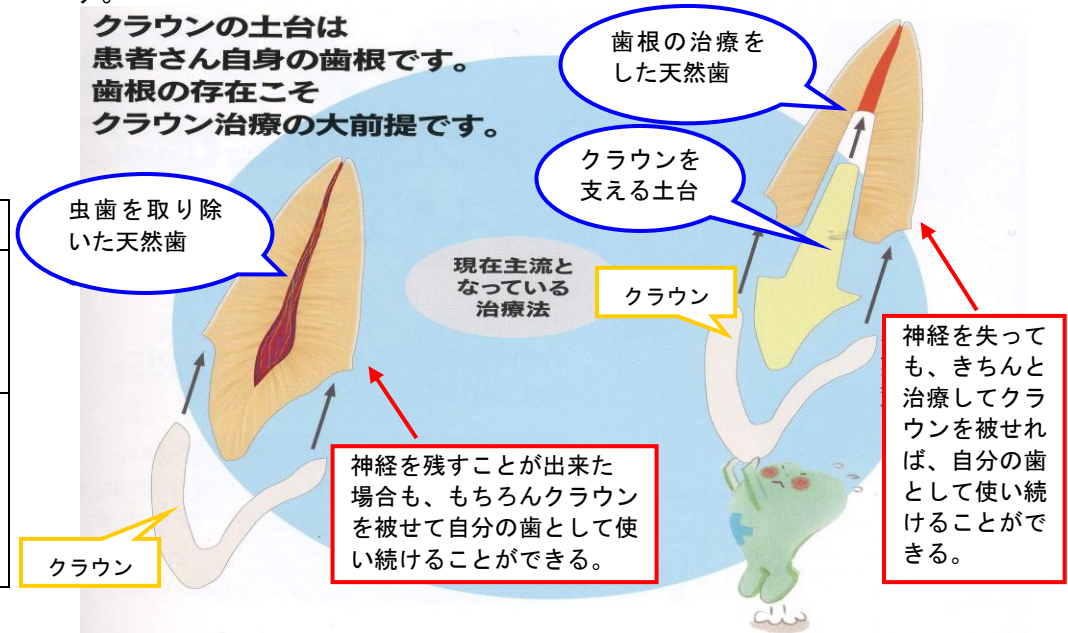 す。
クラウンの土台は
患者さん自身の歯根です。
歯根の存在こそ
クラウン治療の大前提です。
歯根の治療を
した天然歯
クラウンを
支える土台
虫歯を取り除
いた天然歯
現在主流と
なっている
治療法
クラウン
神経を失って
も、きちんと
治療してクラ
ウンを被せれ
ば、自分の歯
として使い続
けることがで
きる。
神経を残すことが出来た
場合も、もちろんクラウン
を被せて自分の歯として使
い続けることができる。
クラウン